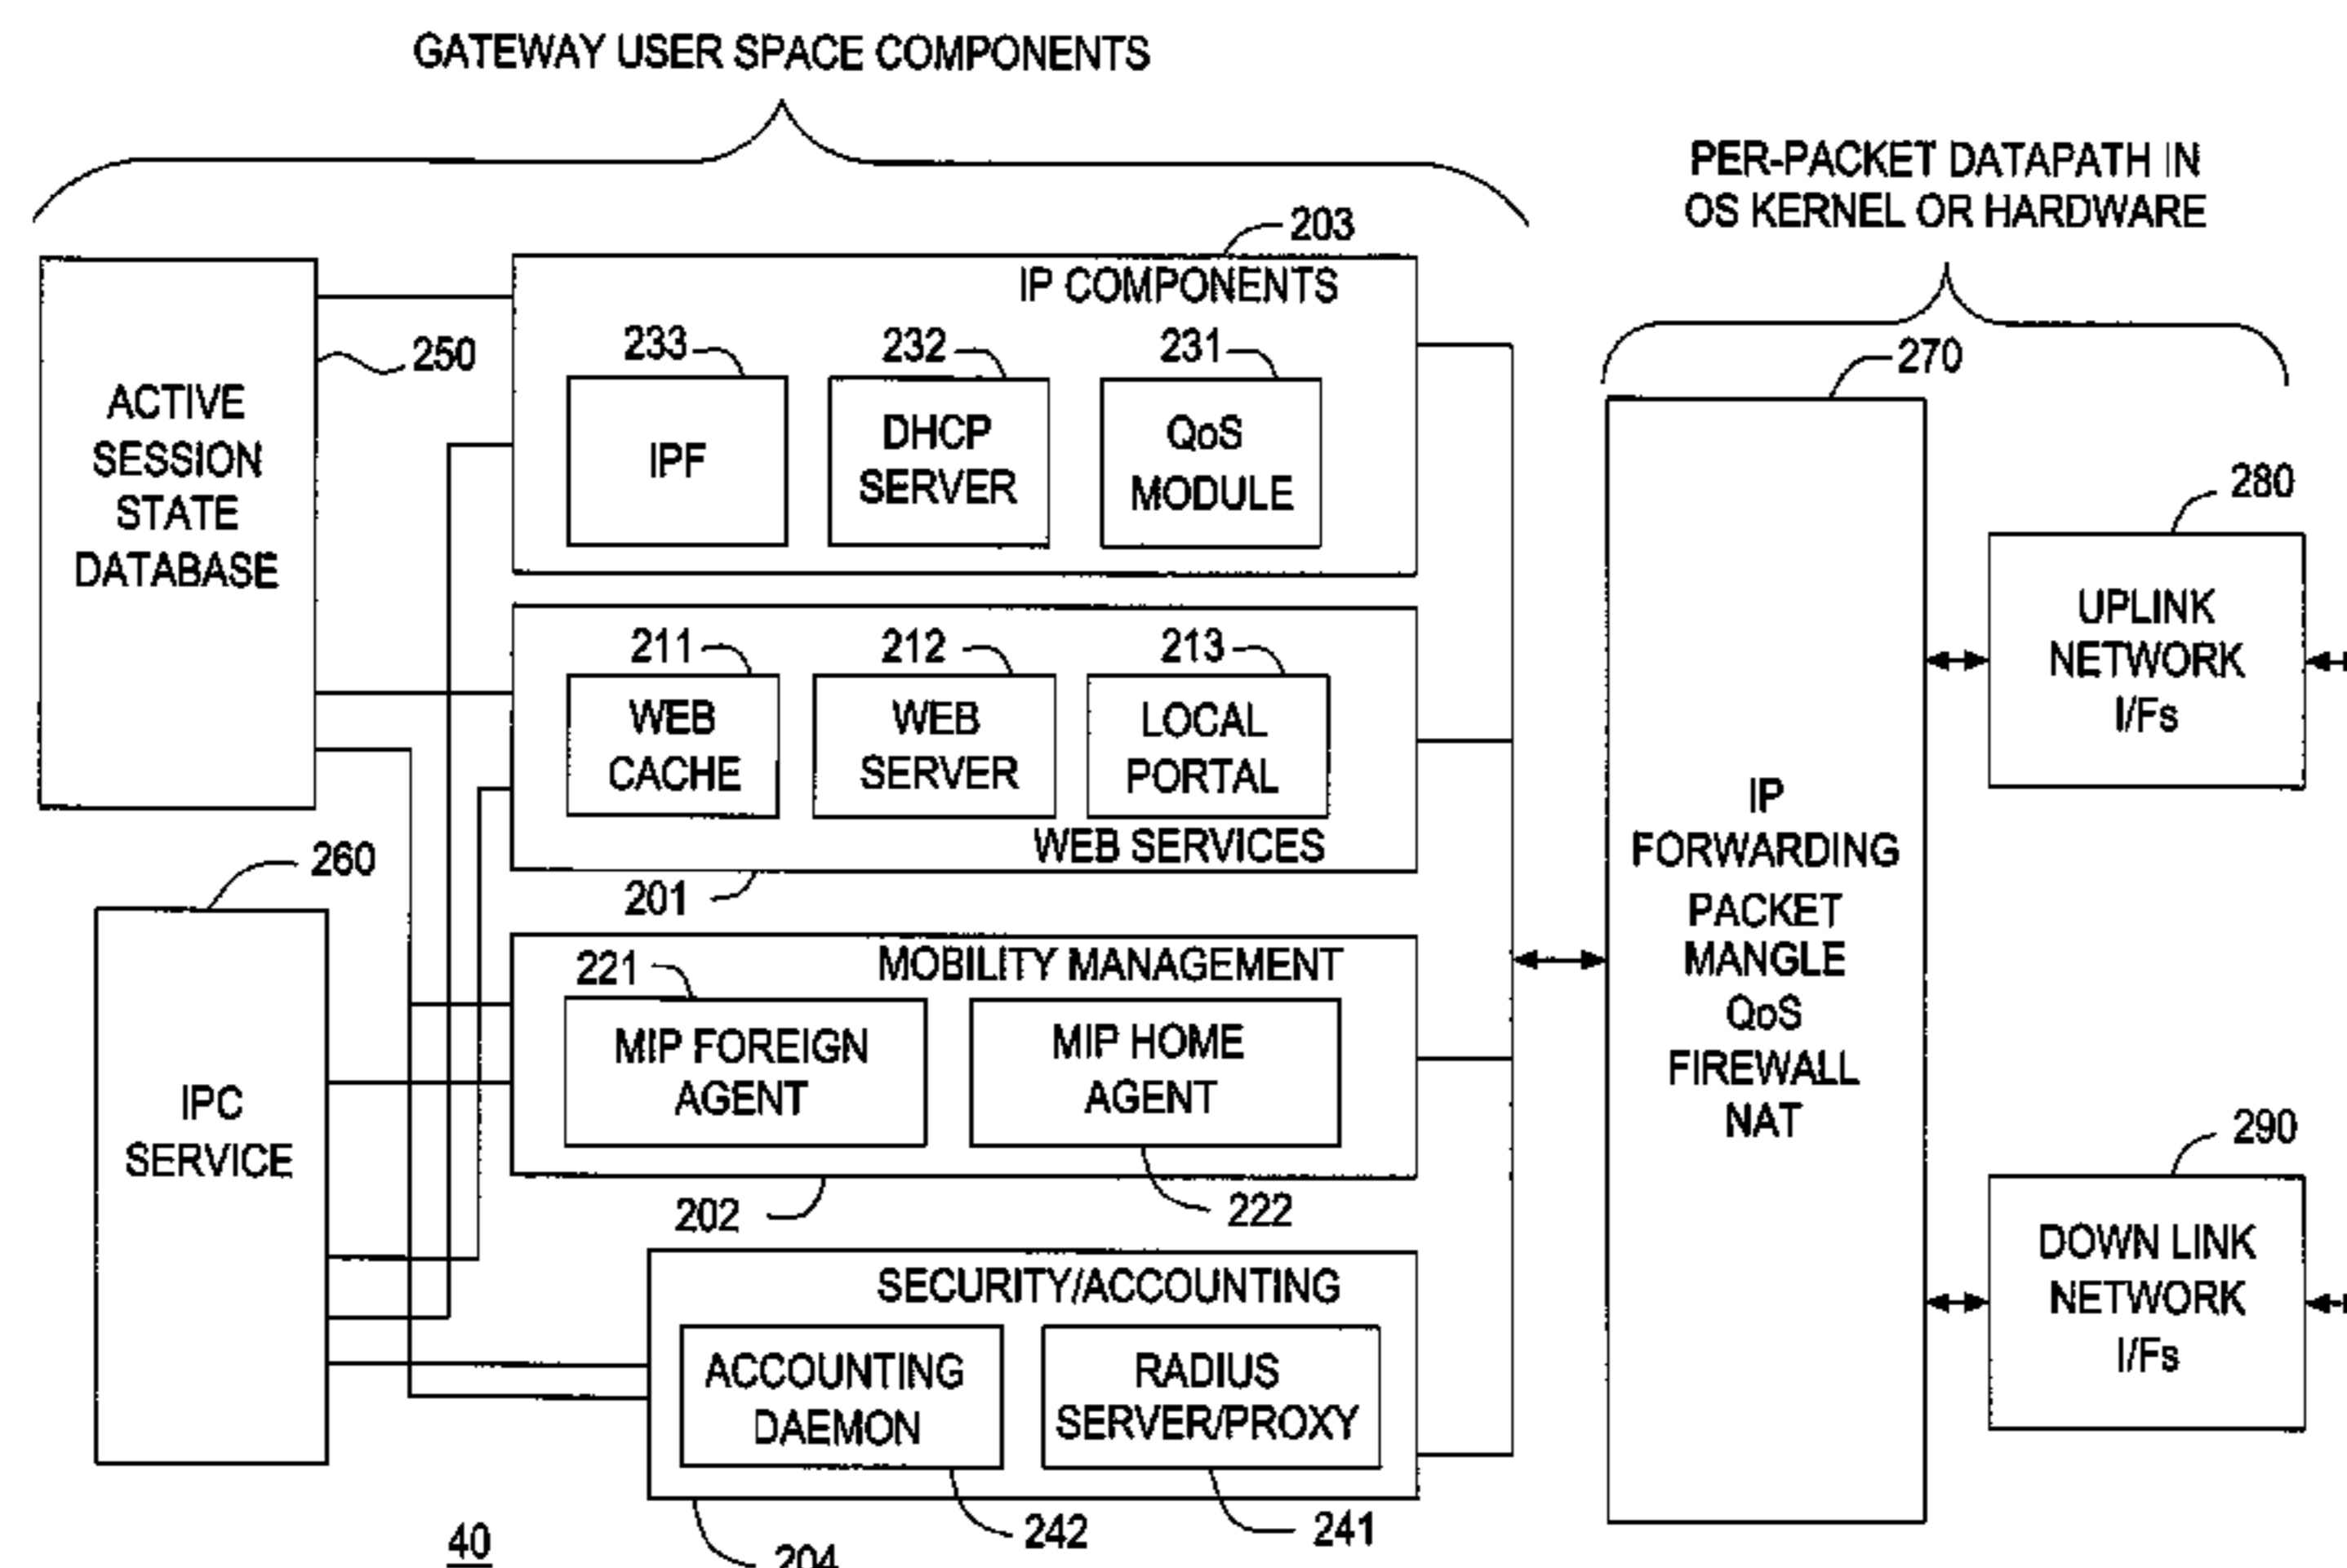 GATEWAY USER SPACE COMPONENTS
PER-PACKET DATAPATH IN
OS KERNEL OR HARDWARE
203
IP COMPONENTS
250
ACTIVE
SESSION
STATE
DATABASE
233
IPF
232
DHCP
SERVER
231
QoS
MODULE
211
WEB
CACHE
212
WEB
SERVER
213
LOCAL
PORTAL
WEB SERVICES
201
260
IPC
SERVICE
MOBILITY MANAGEMENT
221
MIP FOREIGN
AGENT
MIP HOME
AGENT
202
222
SECURITY/ACCOUNTING
ACCOUNTING
DAEMON
RADIUS
SERVER/PROXY
242
241
204
40
270
IP
FORWARDING
PACKET
MANGLE
QoS
FIREWALL
NAT
280
UPLINK
NETWORK
I/Fs
290
DOWN LINK
NETWORK
I/Fs